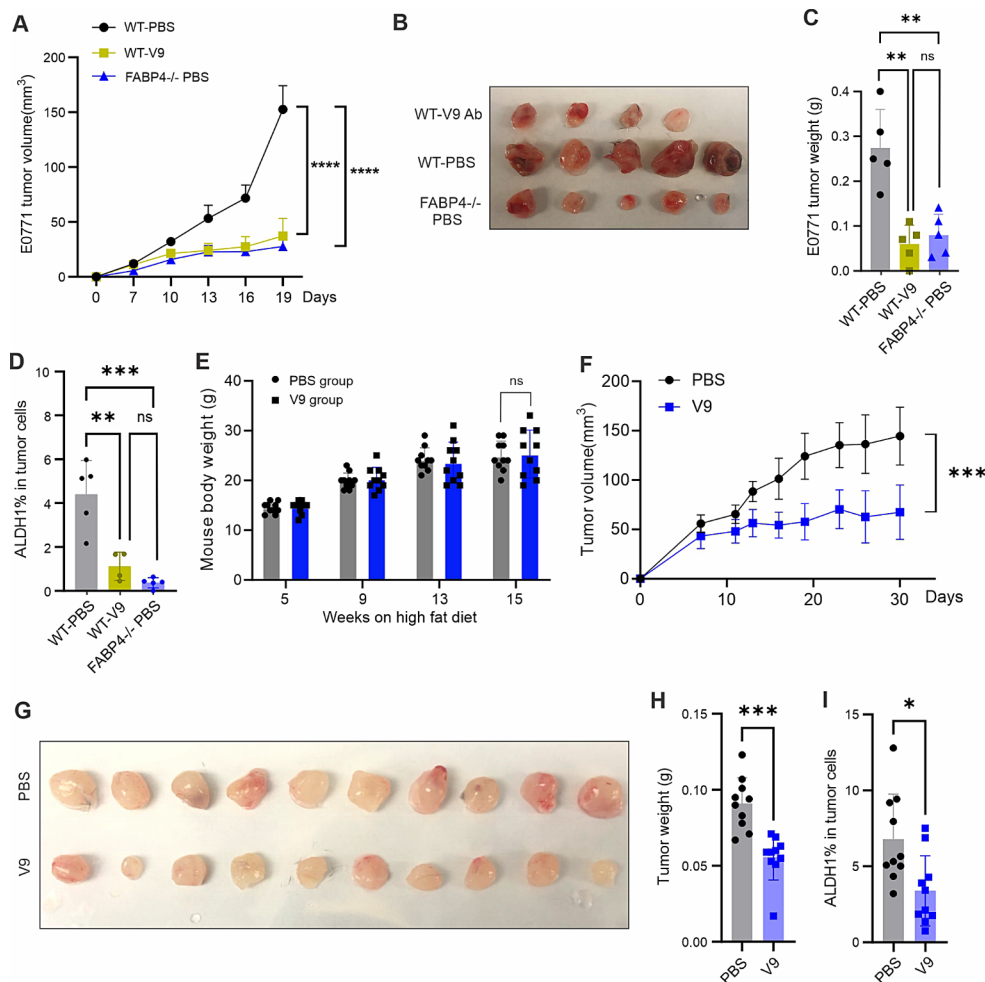 A
WT-PBS
WT-V9
FABP4-/- PBS
E0771 tumor volume(mm³)
200
150
100
50
0
0 7 10 13 16 19 Days
****
****
B
WT-V9 Ab
WT-PBS
FABP4-/-
PBS
C
**
**
ns
E0771 tumor weight (g)
0.4
0.3
0.2
0.1
0.0
WT-PBS
WT-V9
FABP4-/- PBS
D
***
**
ns
ALDH1% in tumor cells
10
8
6
4
2
0
WT-PBS
WT-V9
FABP4-/- PBS
E
PBS group
V9 group
ns
Mouse body weight (g)
40
30
20
10
0
5 9 13 15
Weeks on high fat diet
F
PBS
V9
Tumor volume(mm³)
200
150
100
50
0
0 10 20 30 Days
***
G
PBS
V9
H
***
Tumor weight (g)
0.15
0.10
0.05
0.00
PBS
V9
I
*
ALDH1% in tumor cells
15
10
5
0
PBS
V9